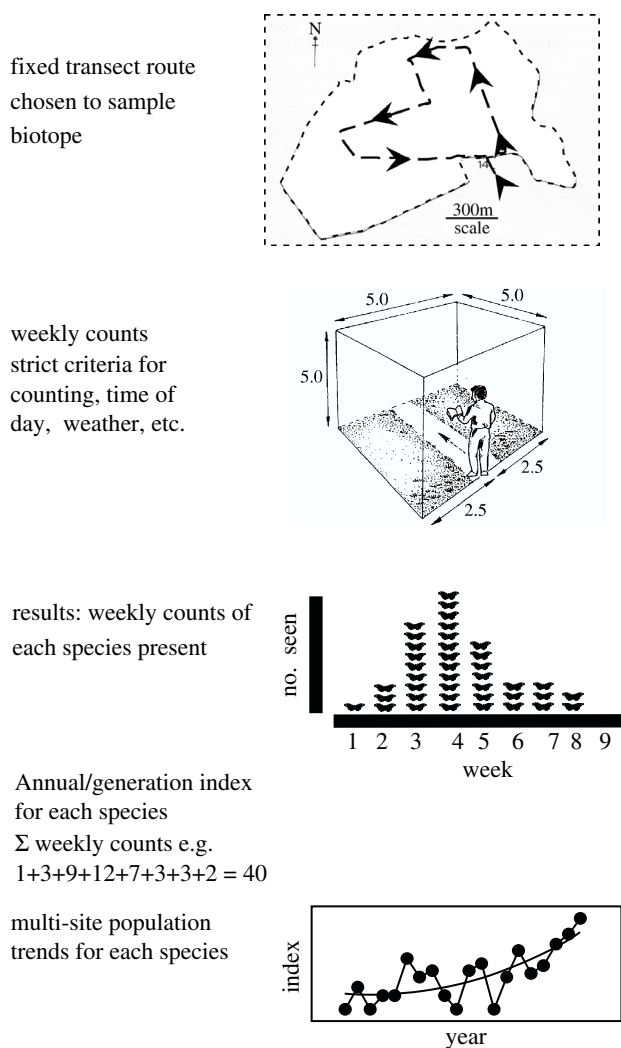 fixed transect route
chosen to sample
biotope
N
14
300m
scale
weekly counts
strict criteria for
counting, time of
day, weather, etc.
5.0
5.0
5.0
2.5
2.5
results: weekly counts of
each species present
no. seen
1 2 3 4 5 6 7 8 9
week
Annual/generation index
for each species
Σ weekly counts e.g.
1+3+9+12+7+3+3+2 = 40
multi-site population
trends for each species
index
year